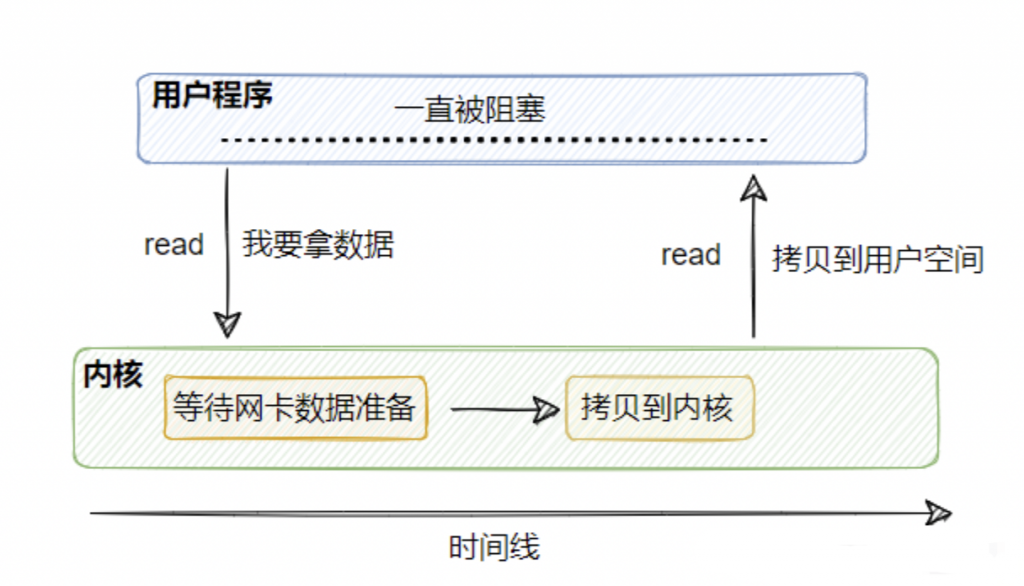 用户程序
一直被阻塞
read
我要拿数据
read
拷贝到用户空间
内核
等待网卡数据准备
拷贝到内核
时间线